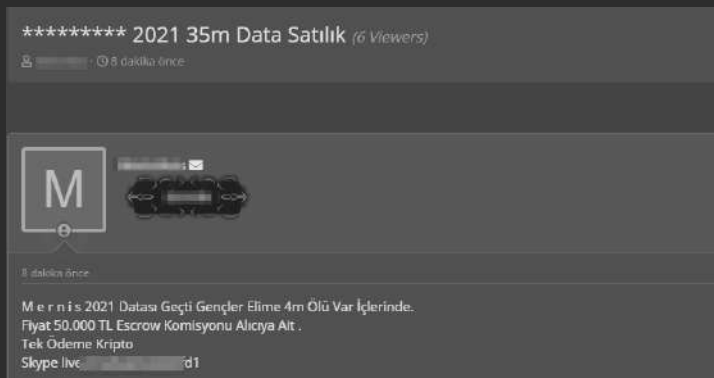 ********* 2021 35m Data Satılık (6 Viewers)
8 dakika önce
M
8 dakika önce
M e r n i s 2021 Datası Geçti Gençler Elime 4m Ölü Var İçlerinde.
Fiyat 50.000 TL Escrow Komisyonu Alıcıya Ait .
Tek Ödeme Kripto
Skype live d1